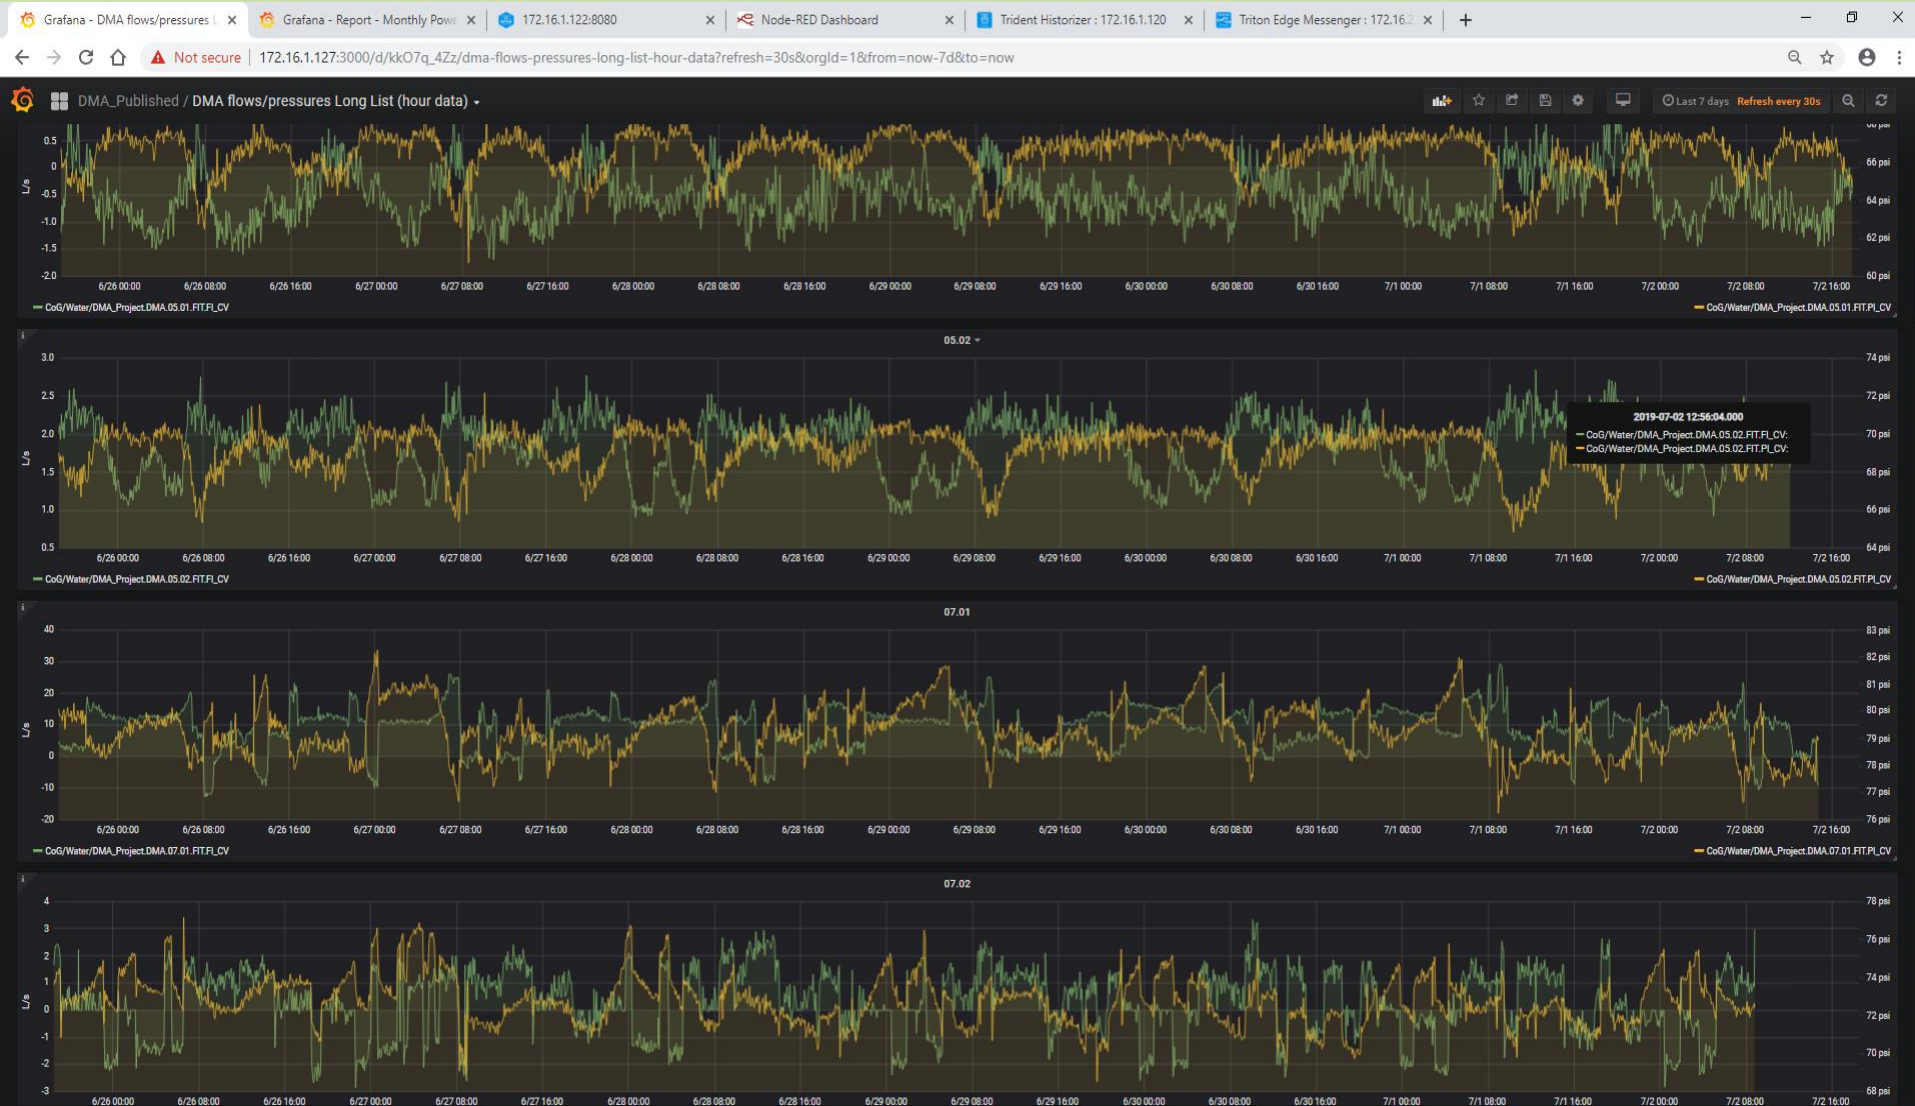 Grafana - DMA flows/pressures L
Grafana - Report - Monthly Powe
172.16.1.122:8080
Node-RED Dashboard
Trident Historizer : 172.16.1.120
Triton Edge Messenger : 172.16.2
Not secure
172.16.1.127:3000/d/kkO7q_4Zz/dma-flows-pressures-long-list-hour-data?refresh=30s&orgId=1&from=now-7d&to=now
DMA_Published / DMA flows/pressures Long List (hour data)
Last 7 days Refresh every 30s
0.5
0
-0.5
-1.0
-1.5
-2.0
L/s
66 psi
64 psi
62 psi
60 psi
6/26 00:00 6/26 08:00 6/26 16:00 6/27 00:00 6/27 08:00 6/27 16:00 6/28 00:00 6/28 08:00 6/28 16:00 6/29 00:00 6/29 08:00 6/29 16:00 6/30 00:00 6/30 08:00 6/30 16:00 7/1 00:00 7/1 08:00 7/1 16:00 7/2 00:00 7/2 08:00 7/2 16:00
CoG/Water/DMA_Project.DMA.05.01.FIT.FI_CV
CoG/Water/DMA_Project.DMA.05.01.FIT.PI_CV
05.02
3.0
2.5
2.0
1.5
1.0
0.5
L/s
74 psi
72 psi
70 psi
68 psi
66 psi
64 psi
2019-07-02 12:56:04.000
CoG/Water/DMA_Project.DMA.05.02.FIT.FI_CV:
CoG/Water/DMA_Project.DMA.05.02.FIT.PI_CV:
6/26 00:00 6/26 08:00 6/26 16:00 6/27 00:00 6/27 08:00 6/27 16:00 6/28 00:00 6/28 08:00 6/28 16:00 6/29 00:00 6/29 08:00 6/29 16:00 6/30 00:00 6/30 08:00 6/30 16:00 7/1 00:00 7/1 08:00 7/1 16:00 7/2 00:00 7/2 08:00 7/2 16:00
CoG/Water/DMA_Project.DMA.05.02.FIT.FI_CV
CoG/Water/DMA_Project.DMA.05.02.FIT.PI_CV
07.01
40
30
20
10
0
-10
-20
L/s
83 psi
82 psi
81 psi
80 psi
79 psi
78 psi
77 psi
76 psi
6/26 00:00 6/26 08:00 6/26 16:00 6/27 00:00 6/27 08:00 6/27 16:00 6/28 00:00 6/28 08:00 6/28 16:00 6/29 00:00 6/29 08:00 6/29 16:00 6/30 00:00 6/30 08:00 6/30 16:00 7/1 00:00 7/1 08:00 7/1 16:00 7/2 00:00 7/2 08:00 7/2 16:00
CoG/Water/DMA_Project.DMA.07.01.FIT.FI_CV
CoG/Water/DMA_Project.DMA.07.01.FIT.PI_CV
07.02
4
3
2
1
0
-1
-2
-3
L/s
78 psi
76 psi
74 psi
72 psi
70 psi
68 psi
6/26 00:00 6/26 08:00 6/26 16:00 6/27 00:00 6/27 08:00 6/27 16:00 6/28 00:00 6/28 08:00 6/28 16:00 6/29 00:00 6/29 08:00 6/29 16:00 6/30 00:00 6/30 08:00 6/30 16:00 7/1 00:00 7/1 08:00 7/1 16:00 7/2 00:00 7/2 08:00 7/2 16:00